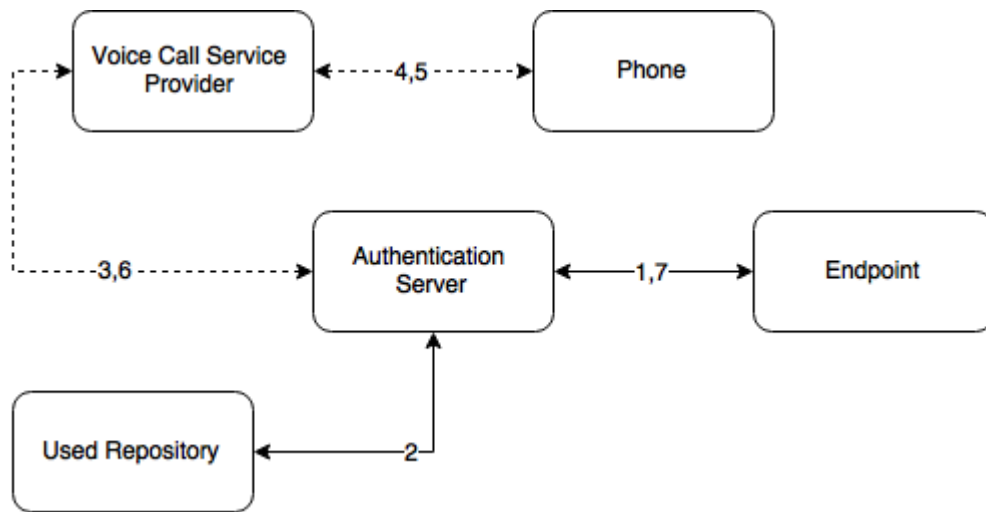 Voice Call Service
Provider
4,5
Phone
3,6
Authentication
Server
1,7
Endpoint
Used Repository
2